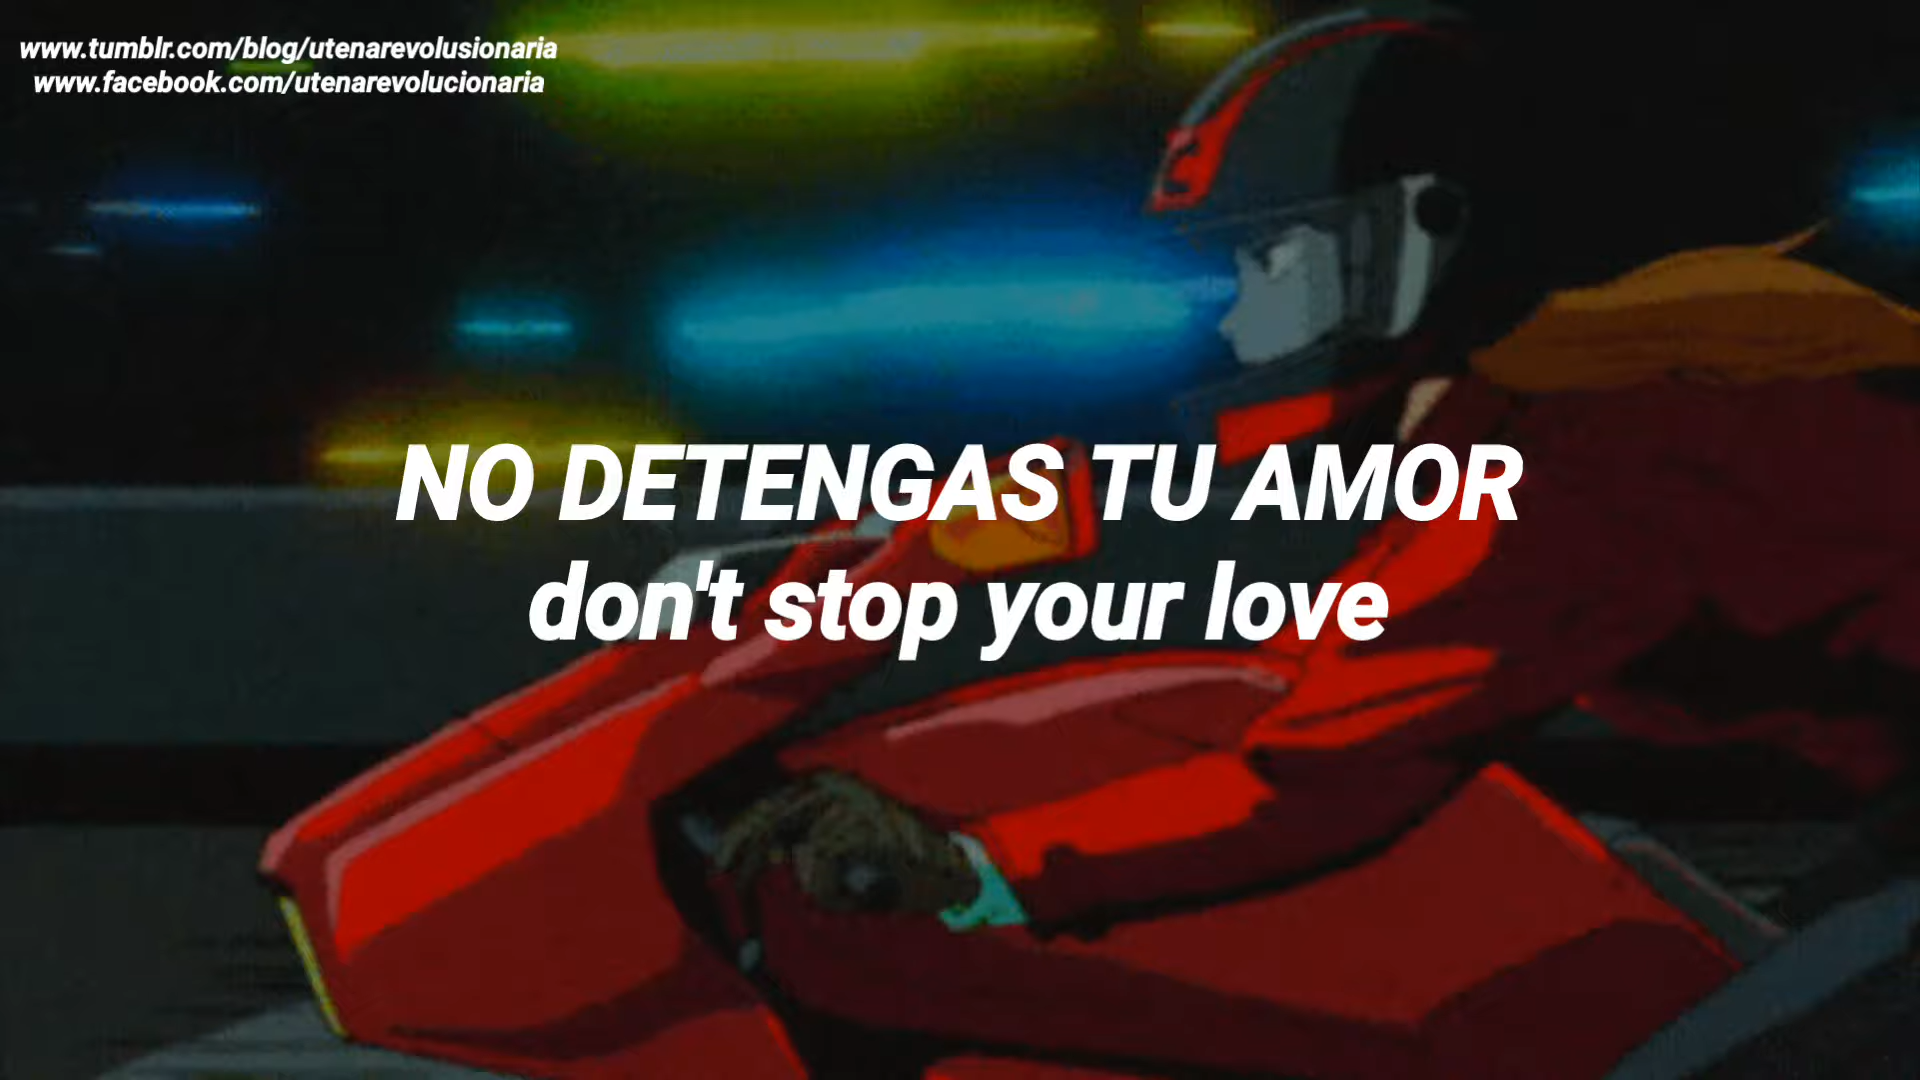 www.tumblr.com/blog/utenarevolusionaria
www.facebook.com/utenarevolucionaria
NO DETENGAS TU AMOR
don't stop your love